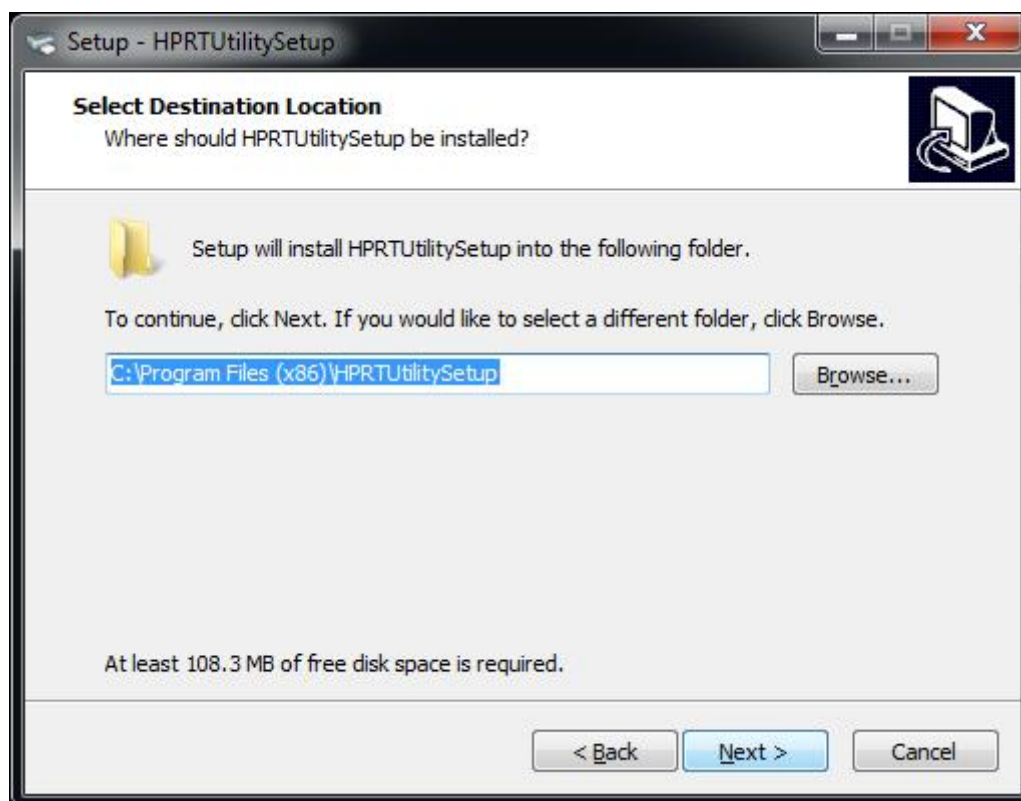 Setup - HPRTUtilitySetup
Select Destination Location
Where should HPRTUtilitySetup be installed?
Setup will install HPRTUtilitySetup into the following folder.
To continue, click Next. If you would like to select a different folder, click Browse.
C:\Program Files (x86)\HPRTUtilitySetup
Browse...
At least 108.3 MB of free disk space is required.
< Back
Next >
Cancel